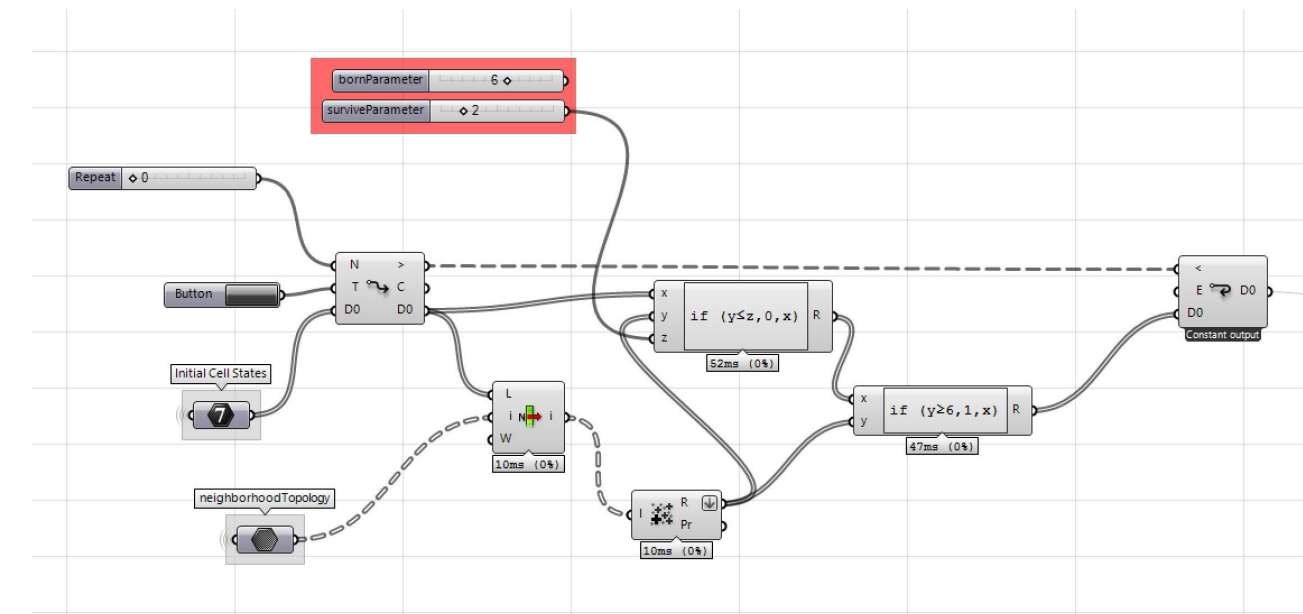 bornParameter 6
surviveParameter 2
Repeat 0
N >
T C
D0 D0
Button
Initial Cell States
7
neighborhoodTopology
L
i N i
W
10ms (0%)
x
y if (y≤z,0,x) R
z
52ms (0%)
I R
Pr
10ms (0%)
x
y if (y≥6,1,x) R
47ms (0%)
<
E D0
D0
Constant output